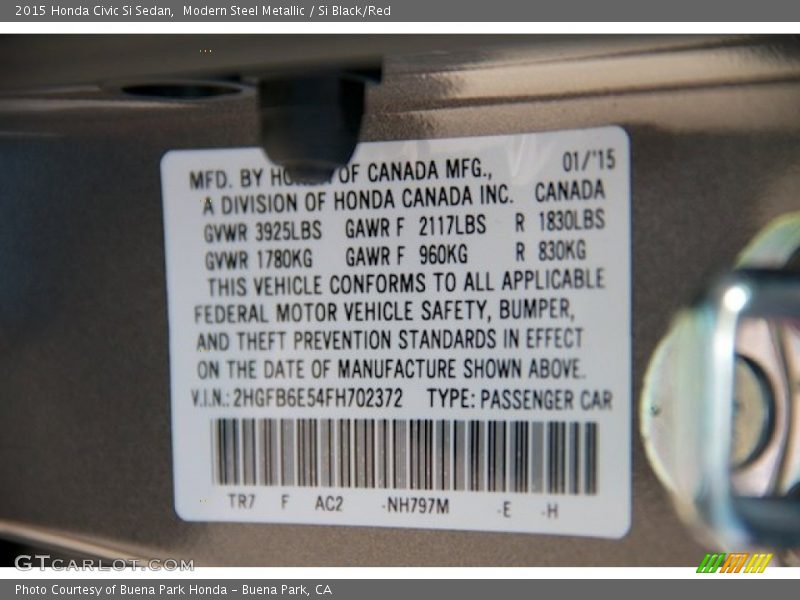 2015 Honda Civic Si Sedan,  Modern Steel Metallic / Si Black/Red
MFD. BY HONDA OF CANADA MFG., 01/'15
A DIVISION OF HONDA CANADA INC. CANADA
GVWR 3925LBS GAWR F 2117LBS R 1830LBS
GVWR 1780KG GAWR F 960KG R 830KG
THIS VEHICLE CONFORMS TO ALL APPLICABLE
FEDERAL MOTOR VEHICLE SAFETY, BUMPER,
AND THEFT PREVENTION STANDARDS IN EFFECT
ON THE DATE OF MANUFACTURE SHOWN ABOVE.
V.I.N.: 2HGFB6E54FH702372 TYPE: PASSENGER CAR
TR7 F AC2 -NH797M -E -H
GTCARLOT.COM
Photo Courtesy of Buena Park Honda - Buena Park, CA